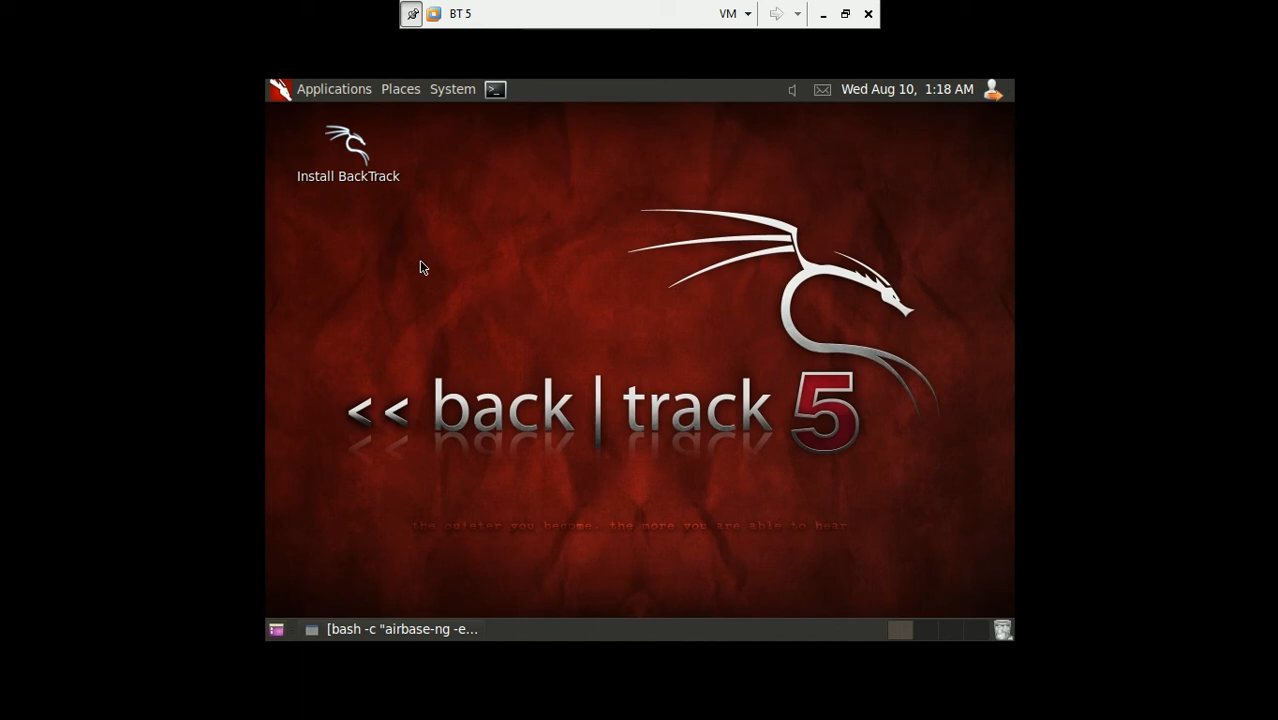 BT 5
VM
Applications Places System
Wed Aug 10, 1:18 AM
Install BackTrack
<< back | track 5
the quieter you become, the more you are able to hear
[bash -c "airbase-ng -e...